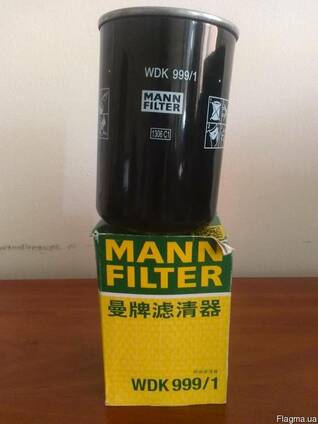 WDK 999/1
MANN
FILTER
1306 C1
MANN
FILTER
曼牌滤清器
WDK 999/1
Flagma.ua